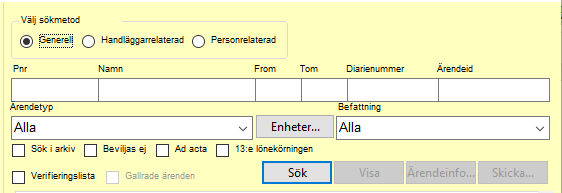 Välj sökmetod
Generell Handläggarrelaterad Personrelaterad
Pnr Namn From Tom Diarienummer Ärendeid
Ärendetyp Befattning
Alla Enheter... Alla
Sök i arkiv Beviljas ej Ad acta 13:e lönekörningen
Verifieringslista Gallrade ärenden Sök Visa Ärendeinfo... Skicka...